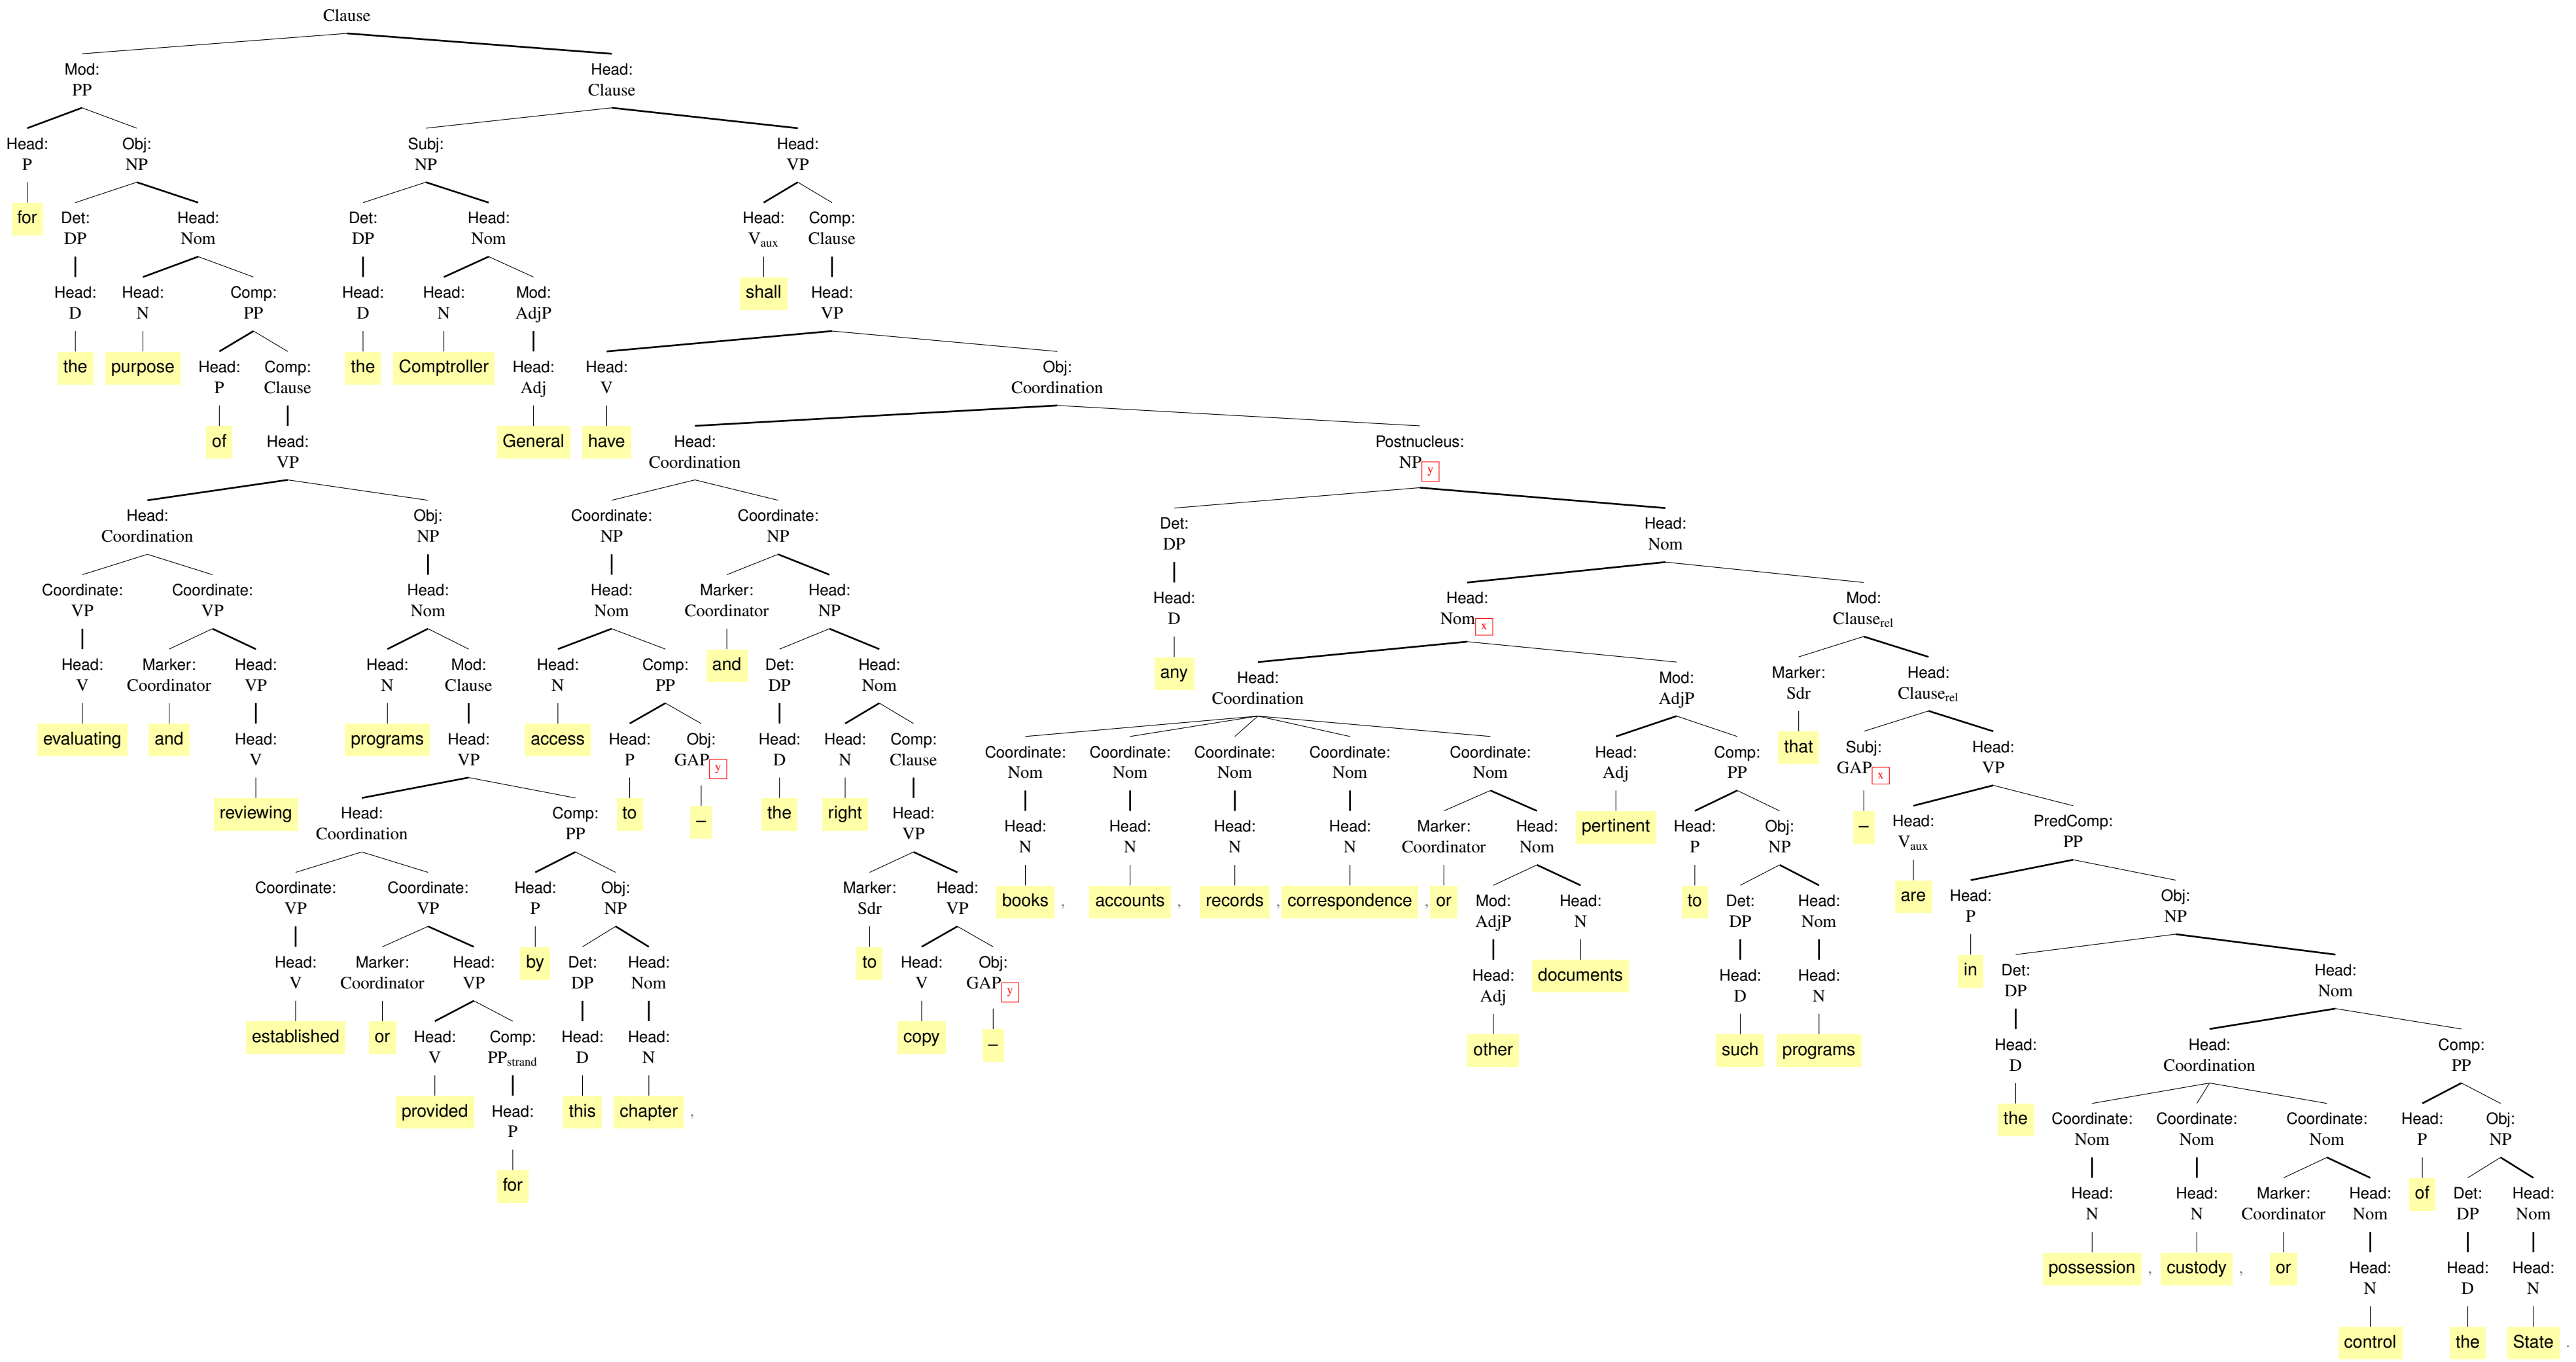 Clause
Mod: Head:
PP Clause
Head: Obj: Subj: Head:
P NP NP VP
for Det: Head: Det: Head: Head: Comp:
DP Nom DP Nom Vaux Clause
Head: Head: Comp: Head: Head: Mod: shall Head:
D N PP D N AdjP VP
the purpose Head: Comp: the Comptroller Head: Head: Obj:
P Clause Adj V Coordination
of Head: General have Head: Postnucleus:
VP Coordination NP y
Head: Obj: Coordinate: Coordinate: Det: Head:
Coordination NP NP NP DP Nom
Coordinate: Coordinate: Head: Head: Marker: Head: Head: Head: Mod:
VP VP Nom Nom Coordinator NP D Nom x Clauserel
Head: Marker: Head: Head: Mod: Head: Comp: and Det: Head: any Head: Mod: Marker: Head:
V Coordinator VP N Clause N PP DP Nom Coordination AdjP Sdr Clauserel
evaluating and Head: programs Head: access Head: Obj: Head: Head: Comp: Coordinate: Coordinate: Coordinate: Coordinate: Coordinate: Head: Comp: that Subj: Head:
V VP P GAP y D N Clause Nom Nom Nom Nom Nom Adj PP GAP x VP
reviewing Head: Comp: to – the right Head: Head: Head: Head: Head: Marker: Head: pertinent Head: Obj: – Head: PredComp:
Coordination PP VP N N N N Coordinator Nom P NP Vaux PP
Coordinate: Coordinate: Head: Obj: Marker: Head: books , accounts , records , correspondence , or Mod: Head: to Det: Head: are Head: Obj:
VP VP P NP Sdr VP AdjP N DP Nom P NP
Head: Marker: Head: by Det: Head: to Head: Obj: Head: documents Head: Head: in Det: Head:
V Coordinator VP DP Nom V GAP y Adj D N DP Nom
established or Head: Comp: Head: Head: copy – other such programs Head: Head: Comp:
V PPstrand D N D Coordination PP
provided Head: this chapter , the Coordinate: Coordinate: Coordinate: Head: Obj:
P Nom Nom Nom P NP
for Head: Head: Marker: Head: of Det: Head:
N N Coordinator Nom DP Nom
possession , custody , or Head: Head: Head:
N D N
control the State .